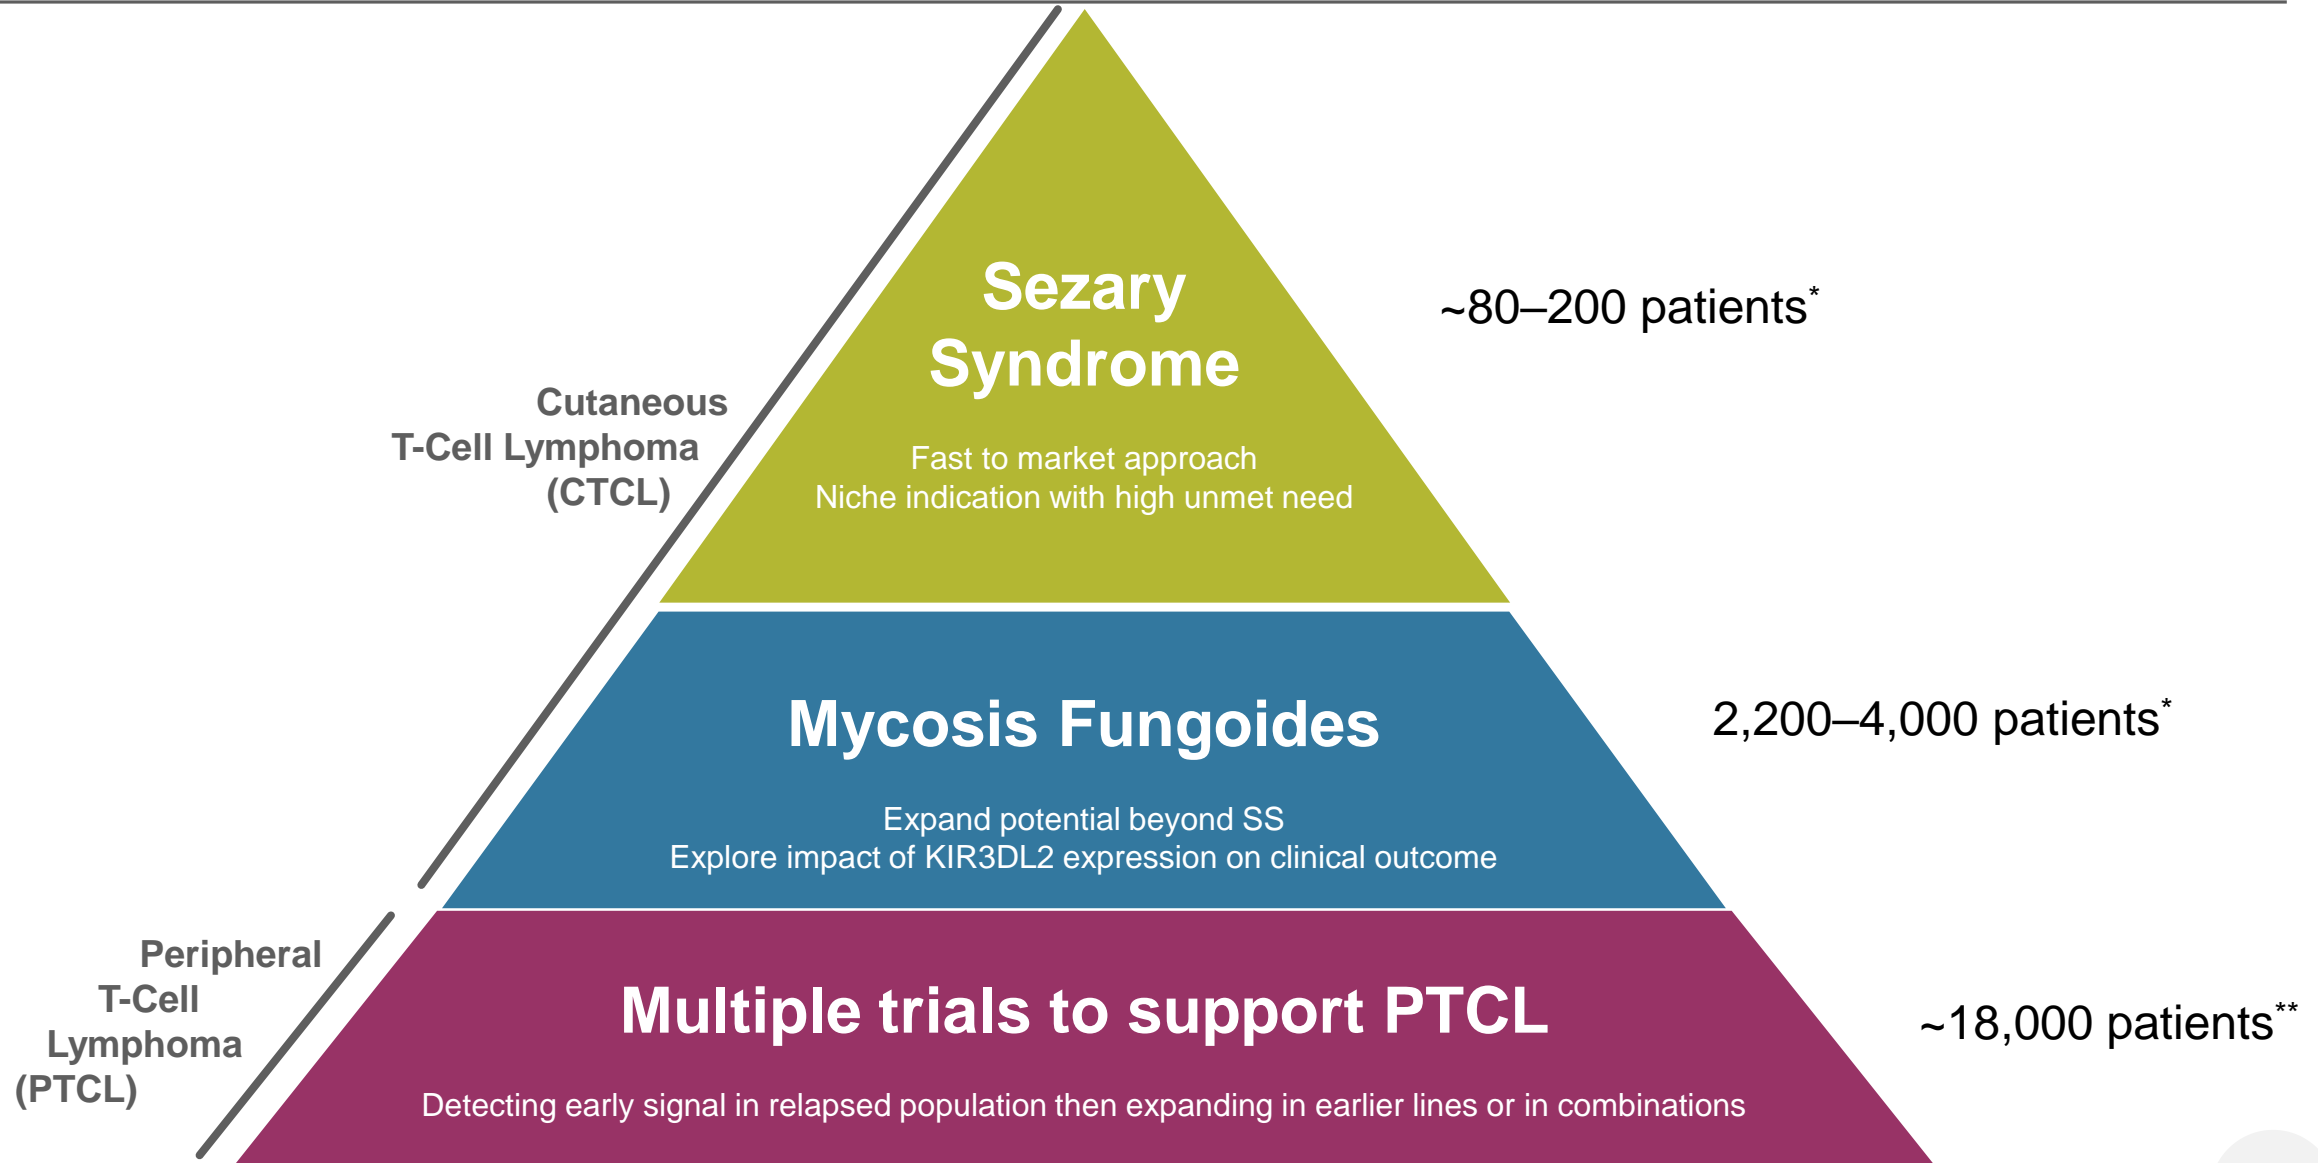 Sezary
Syndrome
~80–200 patients*
Cutaneous
T-Cell Lymphoma
(CTCL)
Fast to market approach
Niche indication with high unmet need
Mycosis Fungoides
2,200–4,000 patients*
Expand potential beyond SS
Explore impact of KIR3DL2 expression on clinical outcome
Peripheral
T-Cell
Lymphoma
(PTCL)
Multiple trials to support PTCL
~18,000 patients**
Detecting early signal in relapsed population then expanding in earlier lines or in combinations